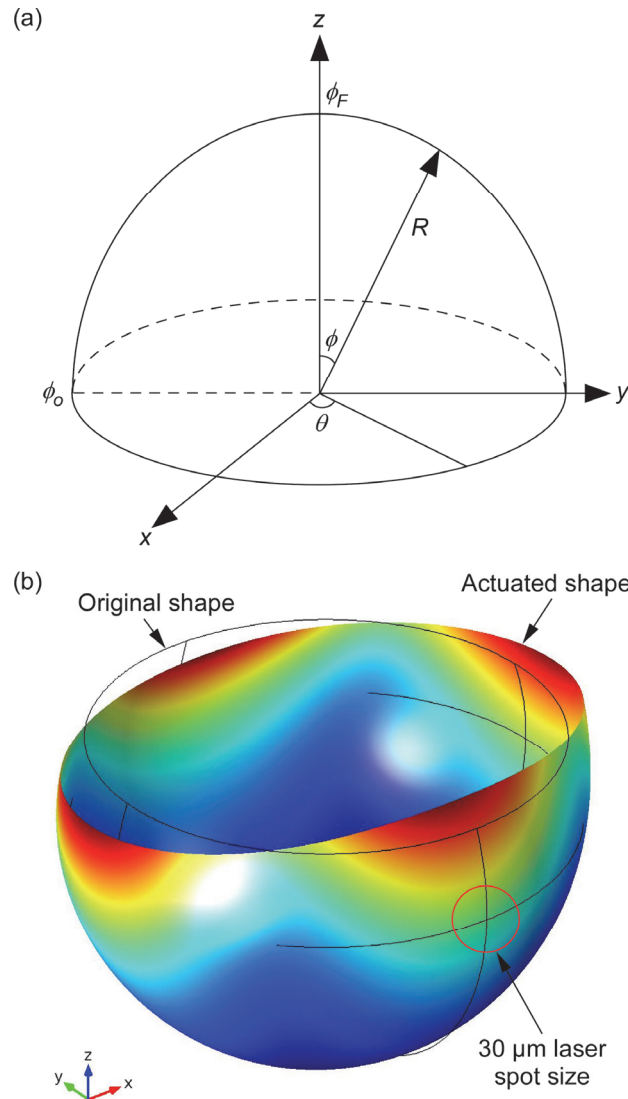 (a)
z
ϕF
R
ϕ
ϕo
y
θ
x
(b)
Original shape
Actuated shape
30 μm laser
spot size
z
y
x